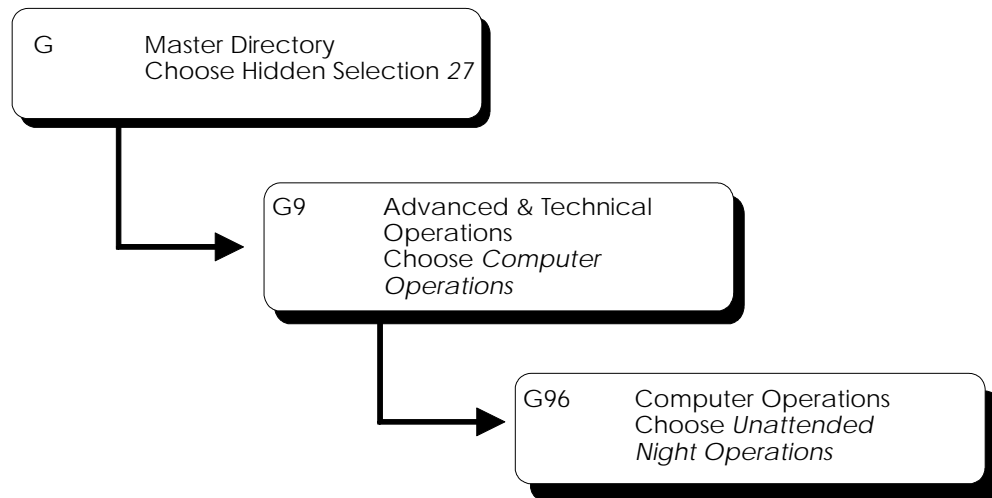 G Master Directory
Choose Hidden Selection 27
G9 Advanced & Technical
Operations
Choose Computer
Operations
G96 Computer Operations
Choose Unattended
Night Operations